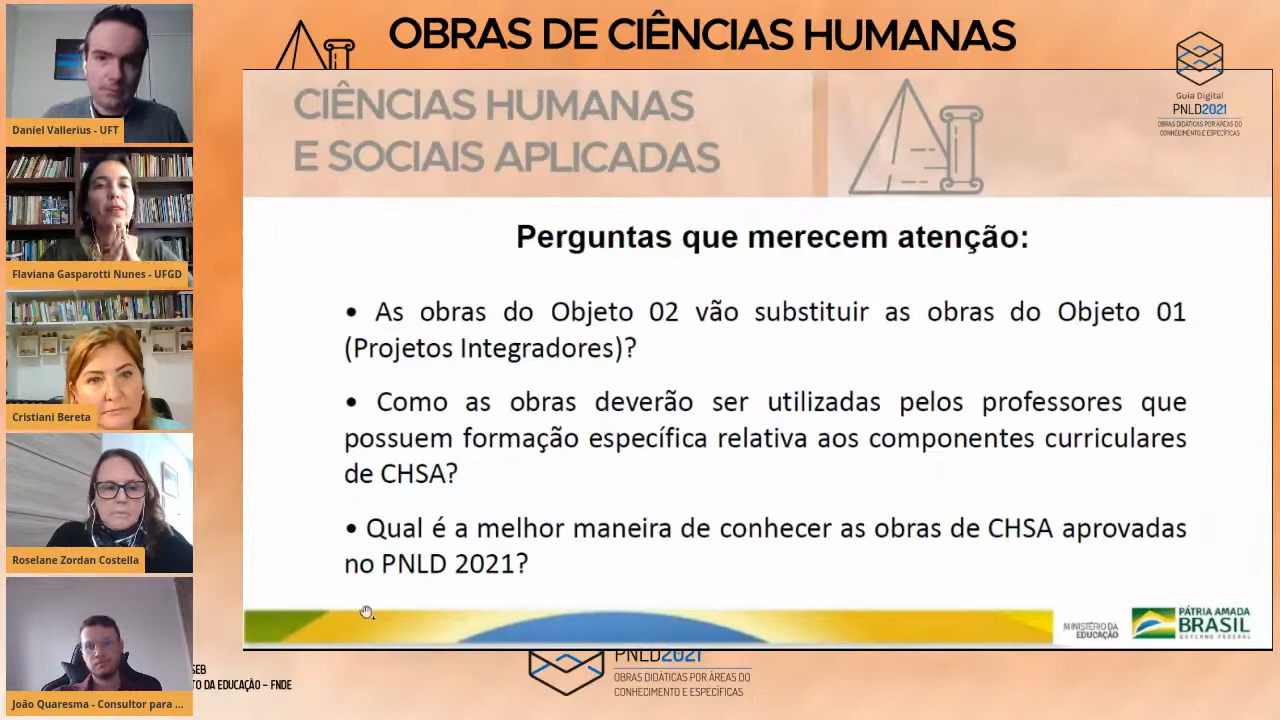 OBRAS DE CIÊNCIAS HUMANAS
Guia Digital
PNLD2021
OBRAS DIDÁTICAS POR ÁREAS DO
CONHECIMENTO E ESPECÍFICAS
CIÊNCIAS HUMANAS
E SOCIAIS APLICADAS
Perguntas que merecem atenção:
• As obras do Objeto 02 vão substituir as obras do Objeto 01
(Projetos Integradores)?
• Como as obras deverão ser utilizadas pelos professores que
possuem formação específica relativa aos componentes curriculares
de CHSA?
• Qual é a melhor maneira de conhecer as obras de CHSA aprovadas
no PNLD 2021?
MINISTÉRIO DA
EDUCAÇÃO
PÁTRIA AMADA
BRASIL
GOVERNO FEDERAL
PNLD2021
OBRAS DIDÁTICAS POR ÁREAS DO
CONHECIMENTO E ESPECÍFICAS
SEB
TO DA EDUCAÇÃO – FNDE
Daniel Vallerius - UFT
Flaviana Gasparotti Nunes - UFGD
Cristiani Bereta
Roselane Zordan Costella
João Quaresma - Consultor para ...